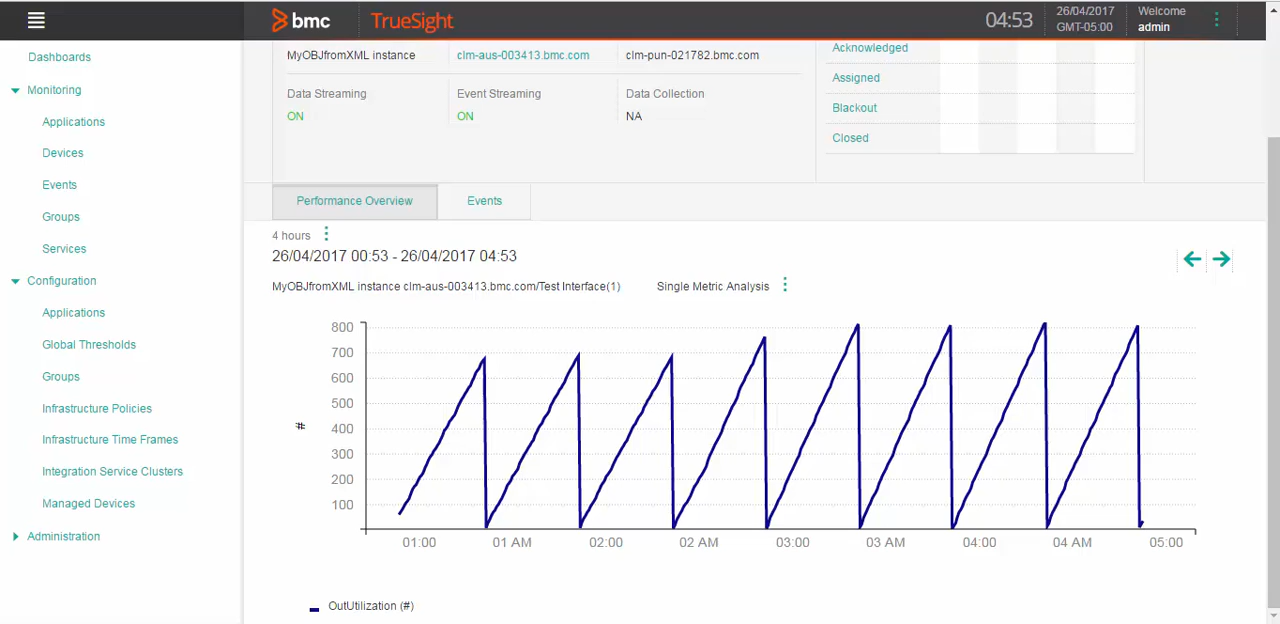 bmc TrueSight
04:53
26/04/2017
GMT-05:00
Welcome
admin
Dashboards
Monitoring
Applications
Devices
Events
Groups
Services
Configuration
Applications
Global Thresholds
Groups
Infrastructure Policies
Infrastructure Time Frames
Integration Service Clusters
Managed Devices
Administration
MyOBJfromXML instance clm-aus-003413.bmc.com clm-pun-021782.bmc.com
Data Streaming Event Streaming Data Collection
ON ON NA
Acknowledged
Assigned
Blackout
Closed
Performance Overview Events
4 hours
26/04/2017 00:53 - 26/04/2017 04:53
MyOBJfromXML instance clm-aus-003413.bmc.com/Test Interface(1) Single Metric Analysis
800
700
600
500
#
400
300
200
100
01:00 01 AM 02:00 02 AM 03:00 03 AM 04:00 04 AM 05:00
OutUtilization (#)